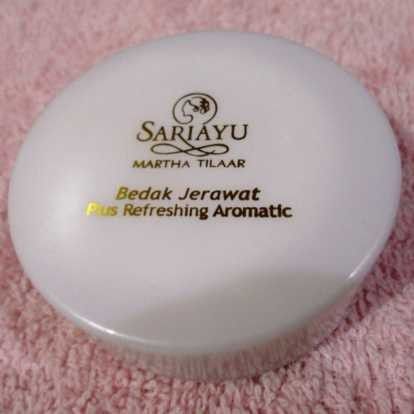 SARIAYU
MARTHA TILAAR
Bedak Jerawat
Plus Refreshing Aromatic